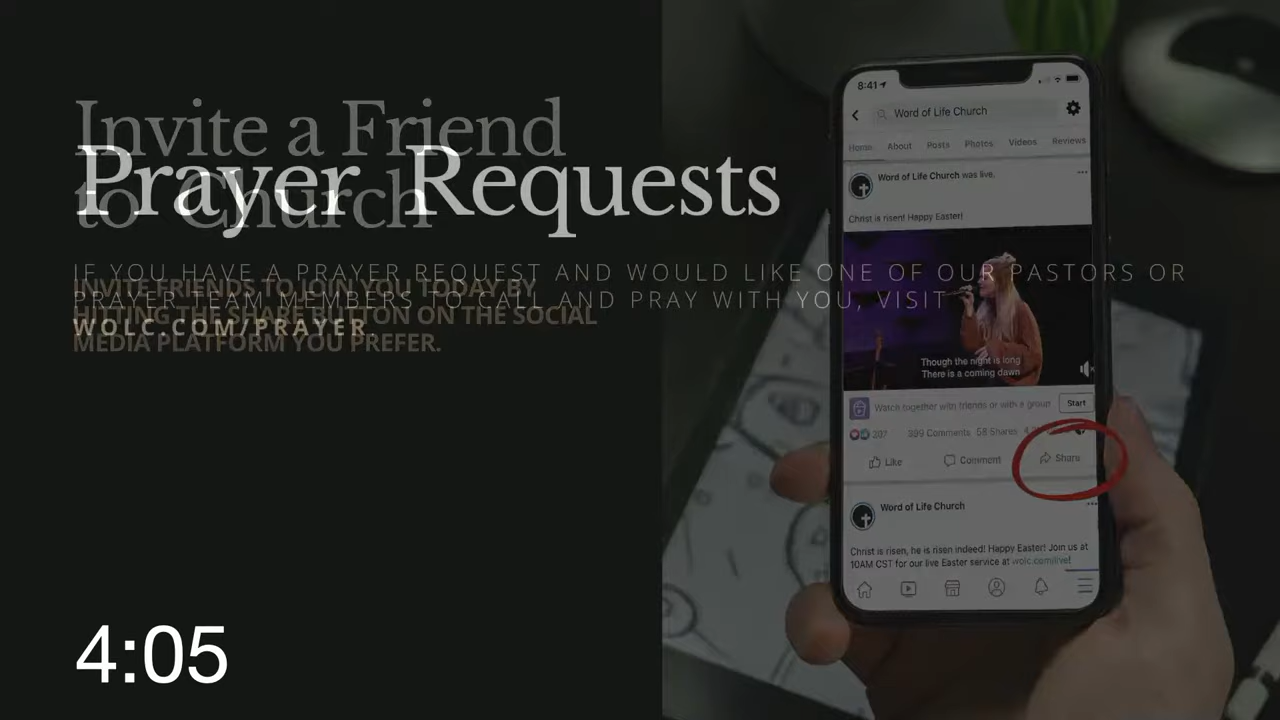 Invite a Friend
to Church
Prayer Requests
IF YOU HAVE A PRAYER REQUEST AND WOULD LIKE ONE OF OUR PASTORS OR
PRAYER TEAM MEMBERS TO CALL AND PRAY WITH YOU, VISIT
WOLC.COM/PRAYER.
INVITE FRIENDS TO JOIN YOU TODAY BY
HITTING THE SHARE BUTTON ON THE SOCIAL
MEDIA PLATFORM YOU PREFER.
4:05
8:41
Word of Life Church
Home About Posts Photos Videos Reviews
Word of Life Church was live.
Christ is risen! Happy Easter!
Though the night is long
There is a coming dawn
Watch together with friends or with a group Start
207 399 Comments 58 Shares
Like Comment Share
Word of Life Church
Christ is risen, he is risen indeed! Happy Easter! Join us at
10AM CST for our live Easter service at wolc.com/live!